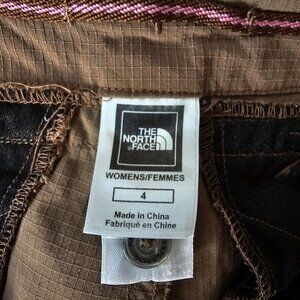 THE
NORTH
FACE
WOMENS/FEMMES
4
Made in China
Fabriqué en Chine